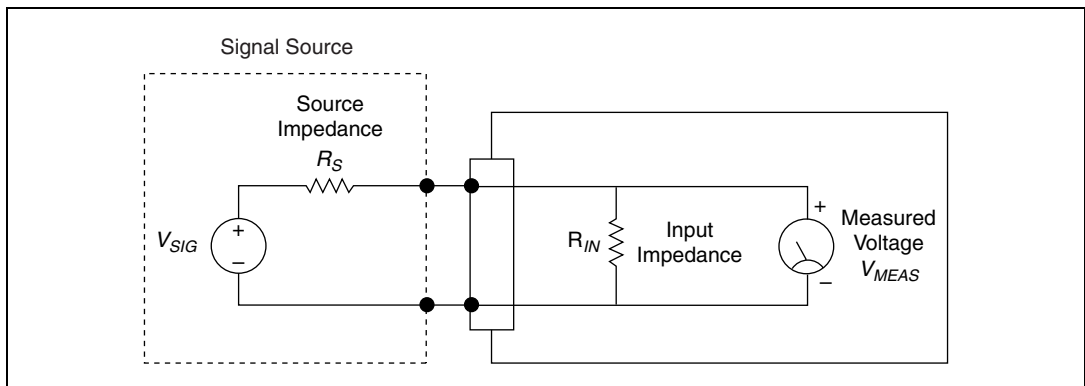 Signal Source
Source
Impedance
R_S
V_SIG
+
–
R_IN
Input
Impedance
+
–
Measured
Voltage
V_MEAS